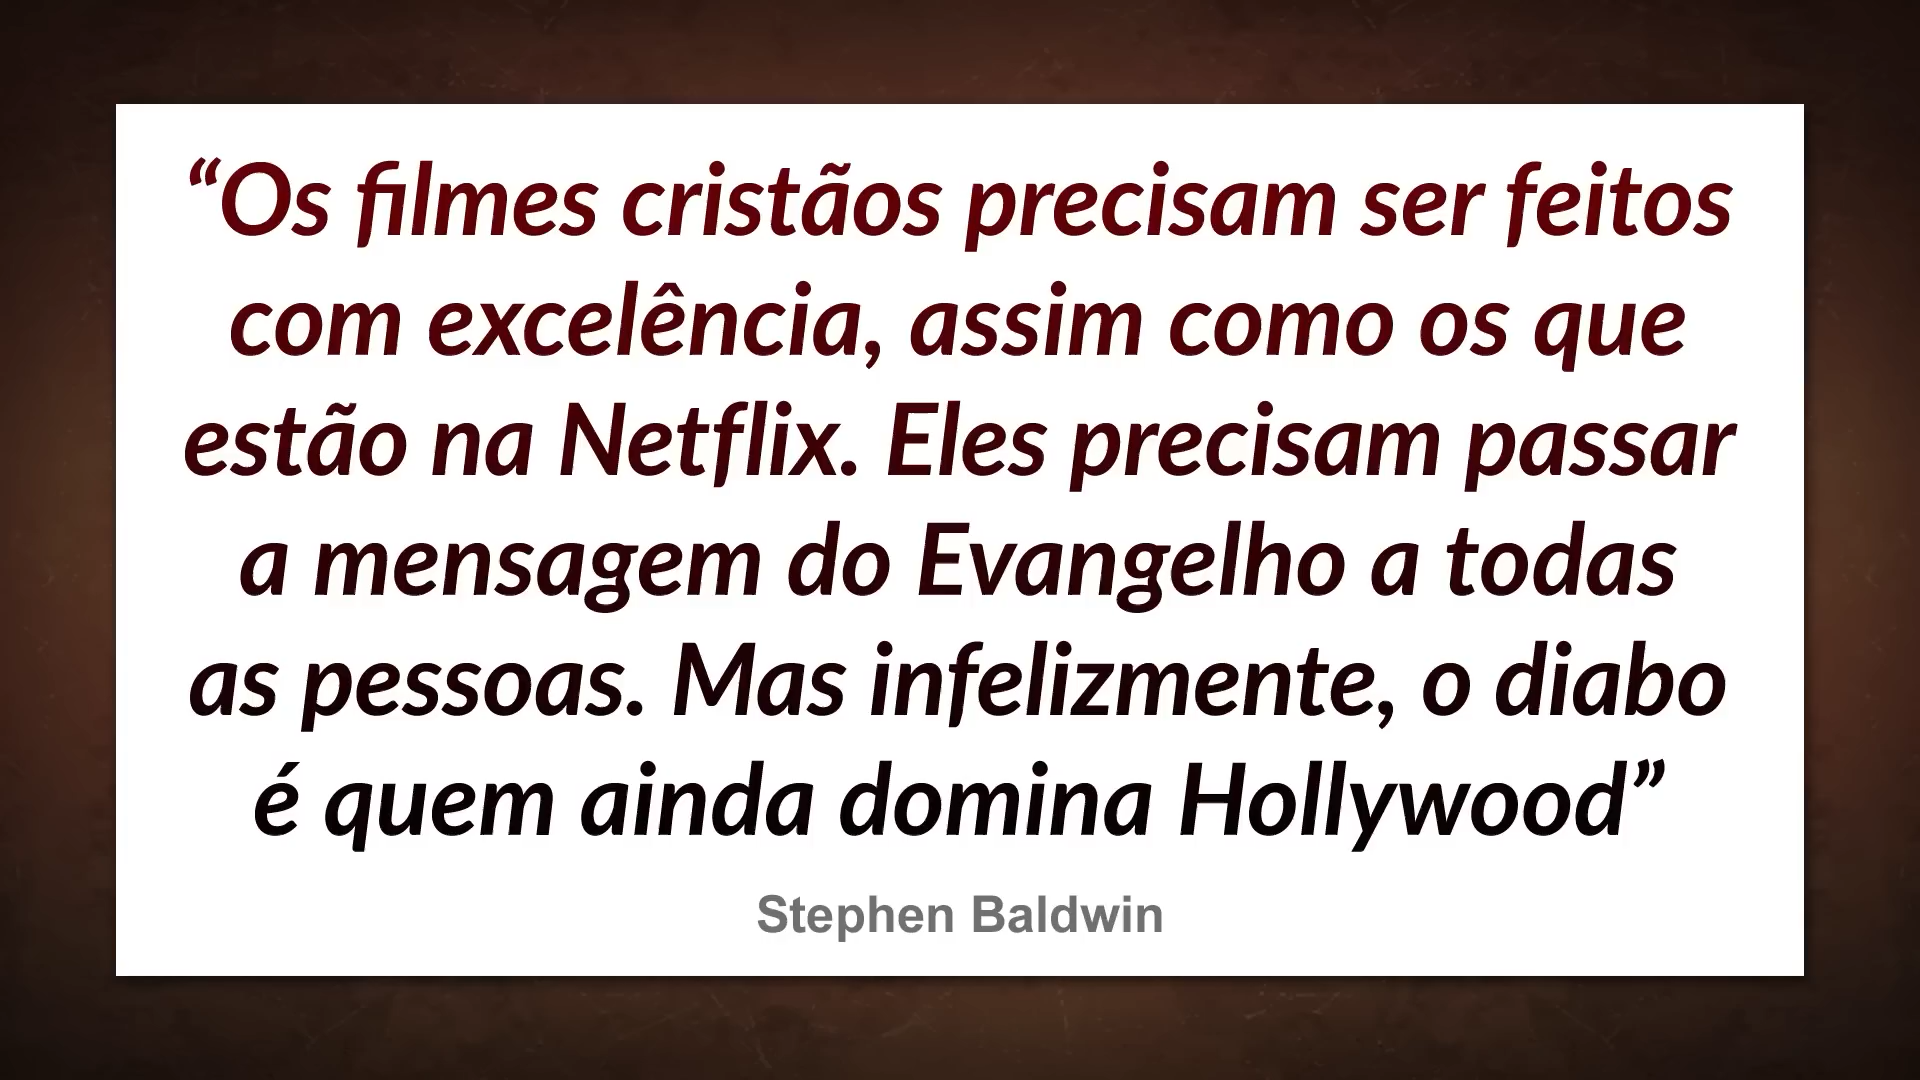 “Os filmes cristãos precisam ser feitos
com excelência, assim como os que
estão na Netflix. Eles precisam passar
a mensagem do Evangelho a todas
as pessoas. Mas infelizmente, o diabo
é quem ainda domina Hollywood”
Stephen Baldwin